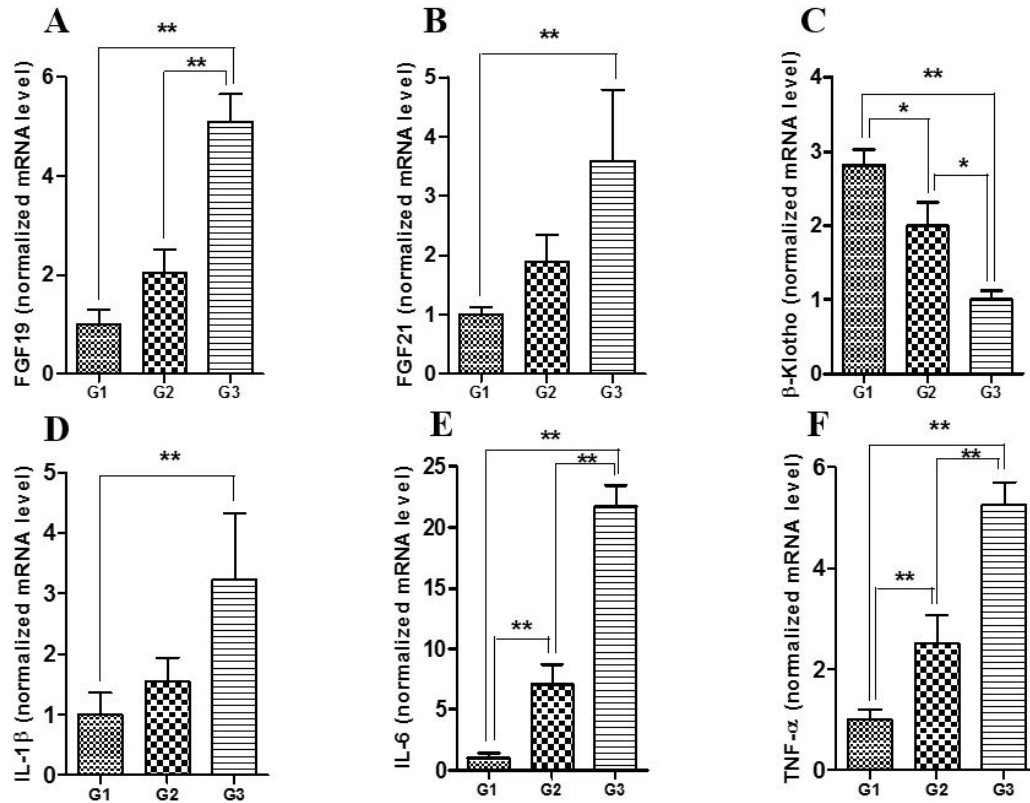 A
FGF19 (normalized mRNA level)
6
4
2
0
**
**
G1 G2 G3
B
FGF21 (normalized mRNA level)
5
4
3
2
1
0
**
G1 G2 G3
C
β-Klotho (normalized mRNA level)
4
3
2
1
0
**
*
*
G1 G2 G3
D
IL-1β (normalized mRNA level)
5
4
3
2
1
0
**
G1 G2 G3
E
IL-6 (normalized mRNA level)
25
20
15
10
5
0
**
**
**
G1 G2 G3
F
TNF-α (normalized mRNA level)
6
4
2
0
**
**
**
G1 G2 G3